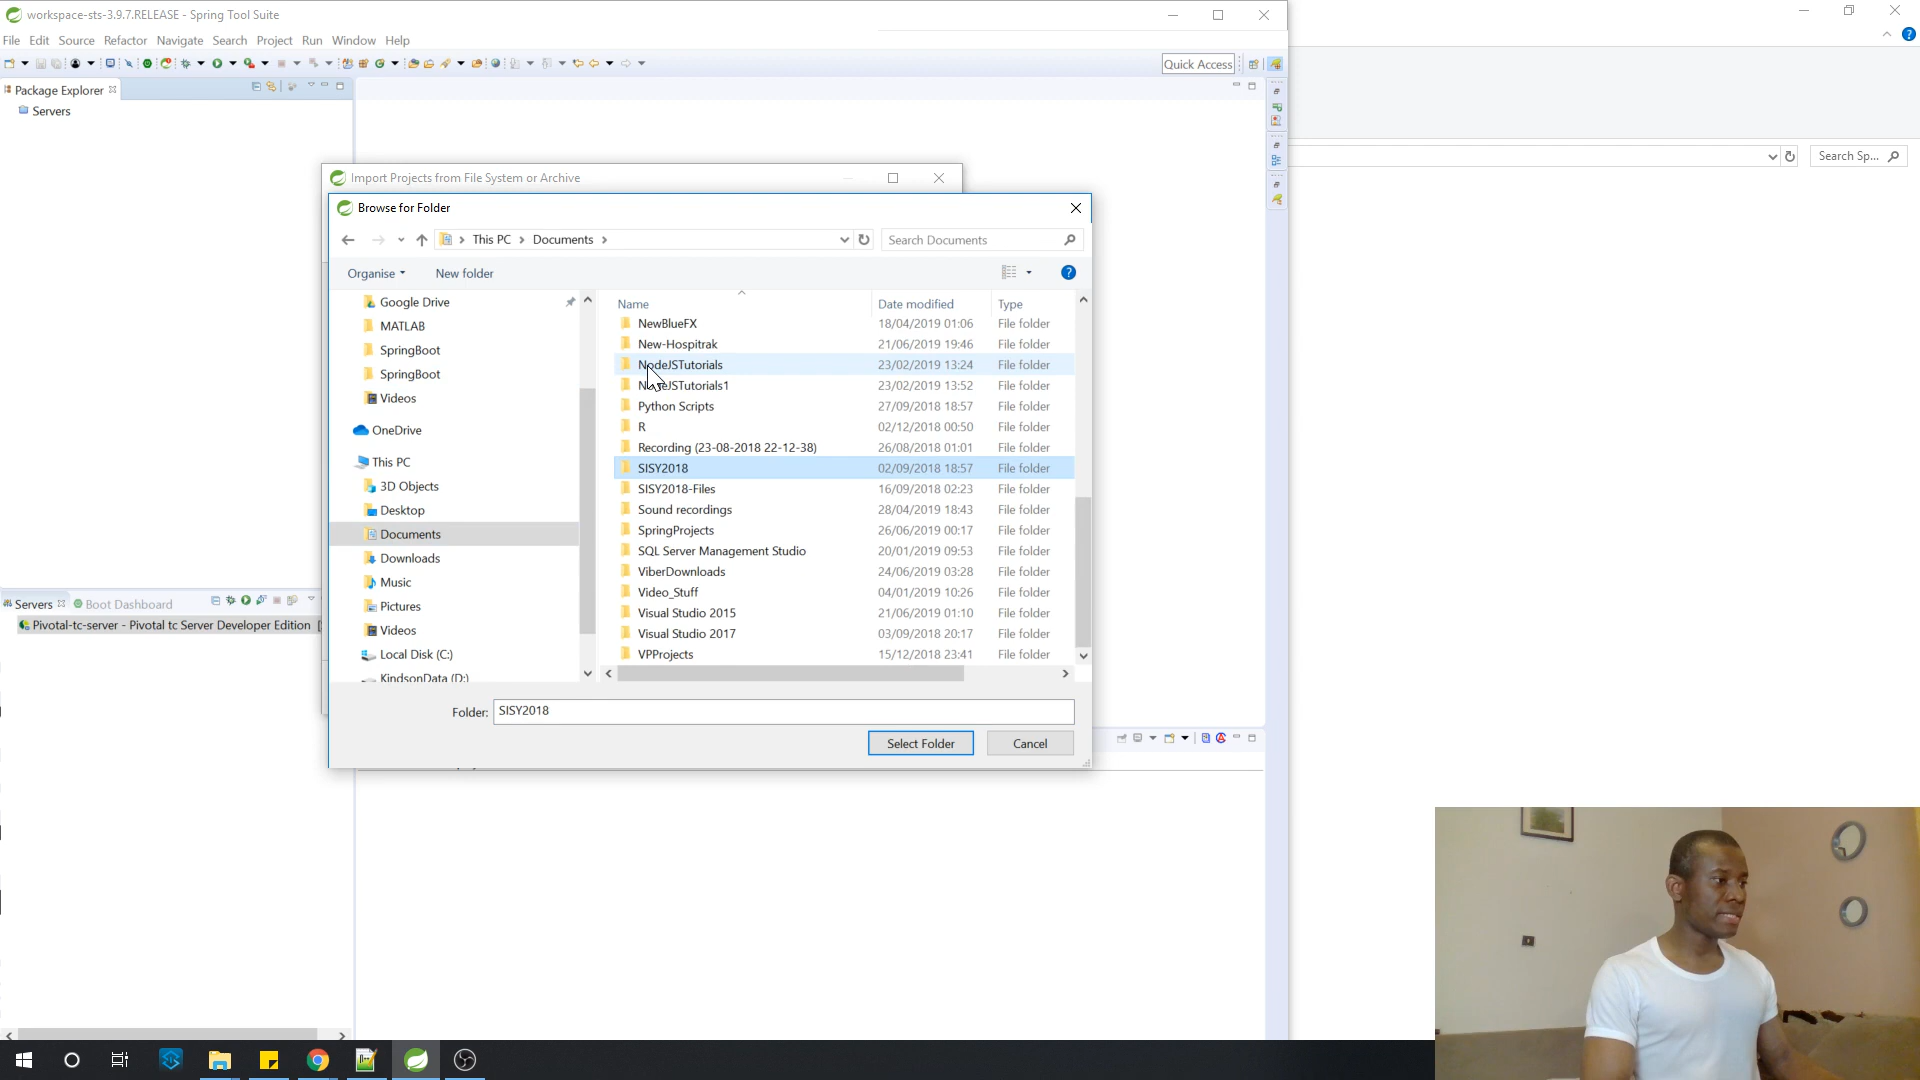 workspace-sts-3.9.7.RELEASE - Spring Tool Suite
File Edit Source Refactor Navigate Search Project Run Window Help
Quick Access
Package Explorer
Servers
Search Sp...
Import Projects from File System or Archive
Browse for Folder
This PC > Documents >
Search Documents
Organise
New folder
Google Drive
MATLAB
SpringBoot
SpringBoot
Videos
OneDrive
This PC
3D Objects
Desktop
Documents
Downloads
Music
Pictures
Videos
Local Disk (C:)
KindsonData (D:)
Name Date modified Type
NewBlueFX 18/04/2019 01:06 File folder
New-Hospitrak 21/06/2019 19:46 File folder
NodeJSTutorials 23/02/2019 13:24 File folder
NodeJSTutorials1 23/02/2019 13:52 File folder
Python Scripts 27/09/2018 18:57 File folder
R 02/12/2018 00:50 File folder
Recording (23-08-2018 22-12-38) 26/08/2018 01:01 File folder
SISY2018 02/09/2018 18:57 File folder
SISY2018-Files 16/09/2018 02:23 File folder
Sound recordings 28/04/2019 18:43 File folder
SpringProjects 26/06/2019 00:17 File folder
SQL Server Management Studio 20/01/2019 09:53 File folder
ViberDownloads 24/06/2019 03:28 File folder
Video_Stuff 04/01/2019 10:26 File folder
Visual Studio 2015 21/06/2019 01:10 File folder
Visual Studio 2017 03/09/2018 20:17 File folder
VPProjects 15/12/2018 23:41 File folder
Folder: SISY2018
Select Folder
Cancel
Servers
Boot Dashboard
Pivotal-tc-server - Pivotal tc Server Developer Edition [